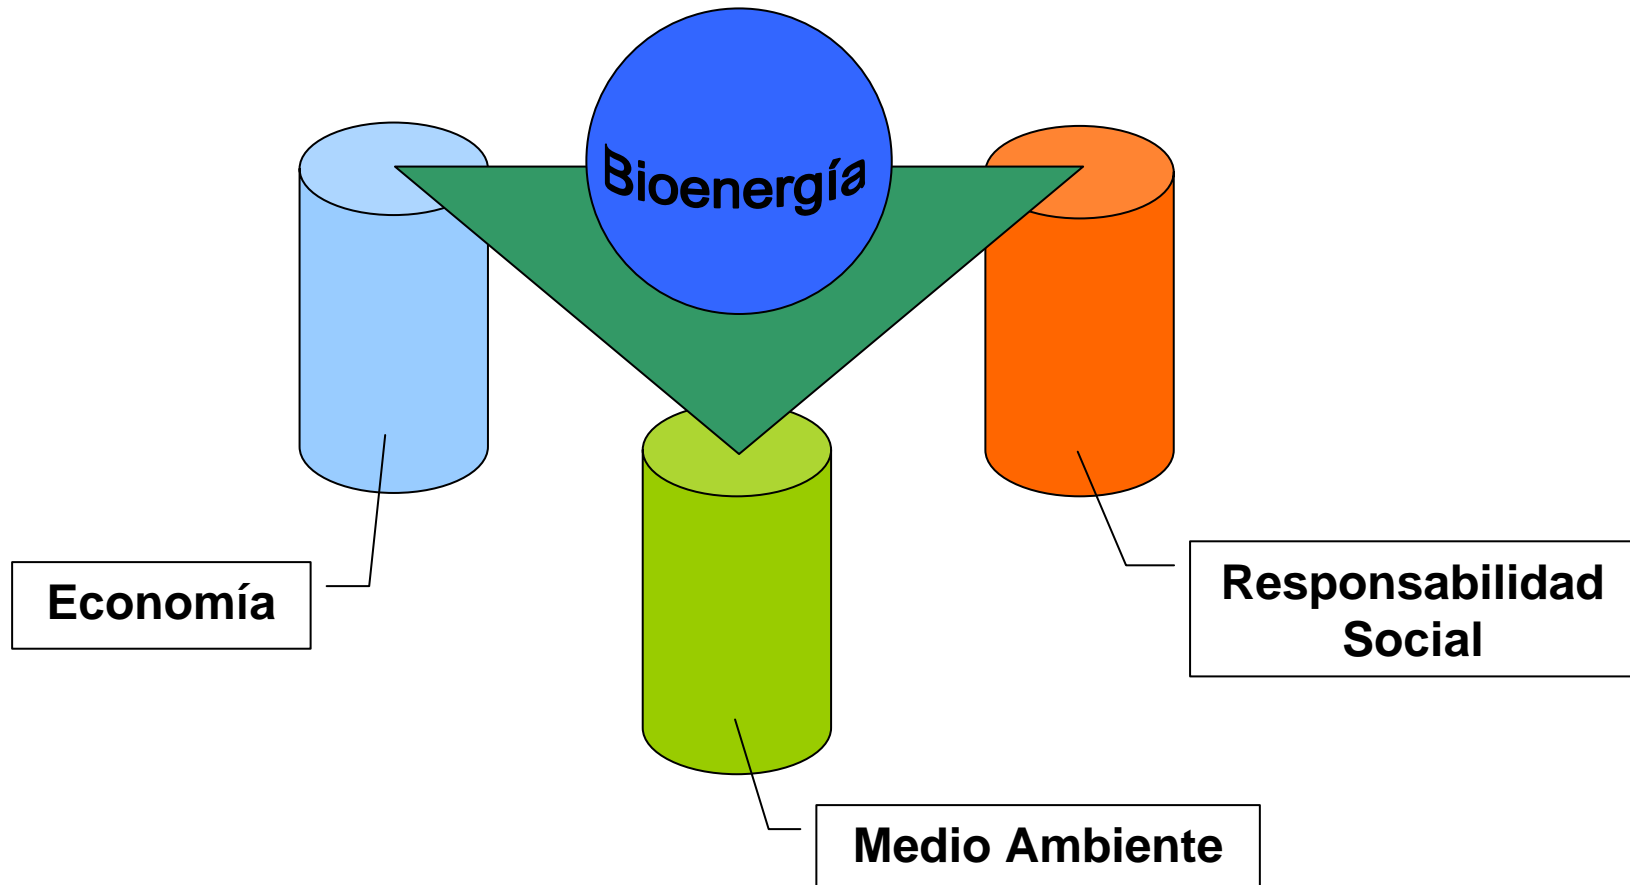 Bioenergía
Economía
Responsabilidad
Social
Medio Ambiente